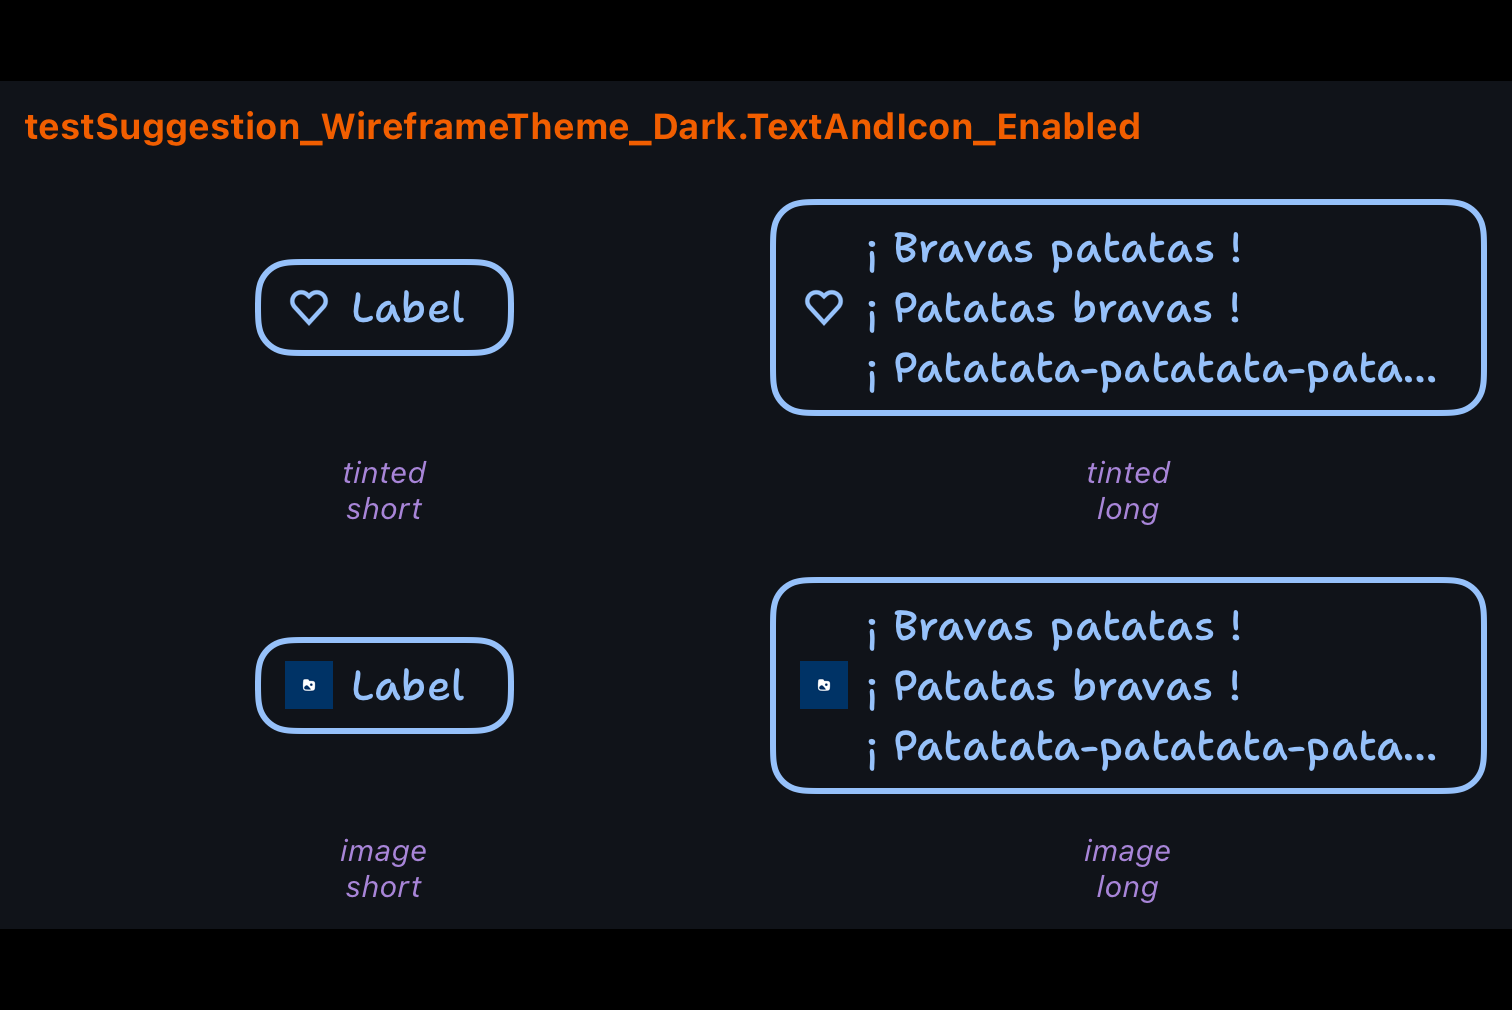 testSuggestion_WireframeTheme_Dark.TextAndIcon_Enabled
Label
¡ Bravas patatas !
¡ Patatas bravas !
¡ Patatata-patatata-pata...
tinted
short
tinted
long
Label
¡ Bravas patatas !
¡ Patatas bravas !
¡ Patatata-patatata-pata...
image
short
image
long